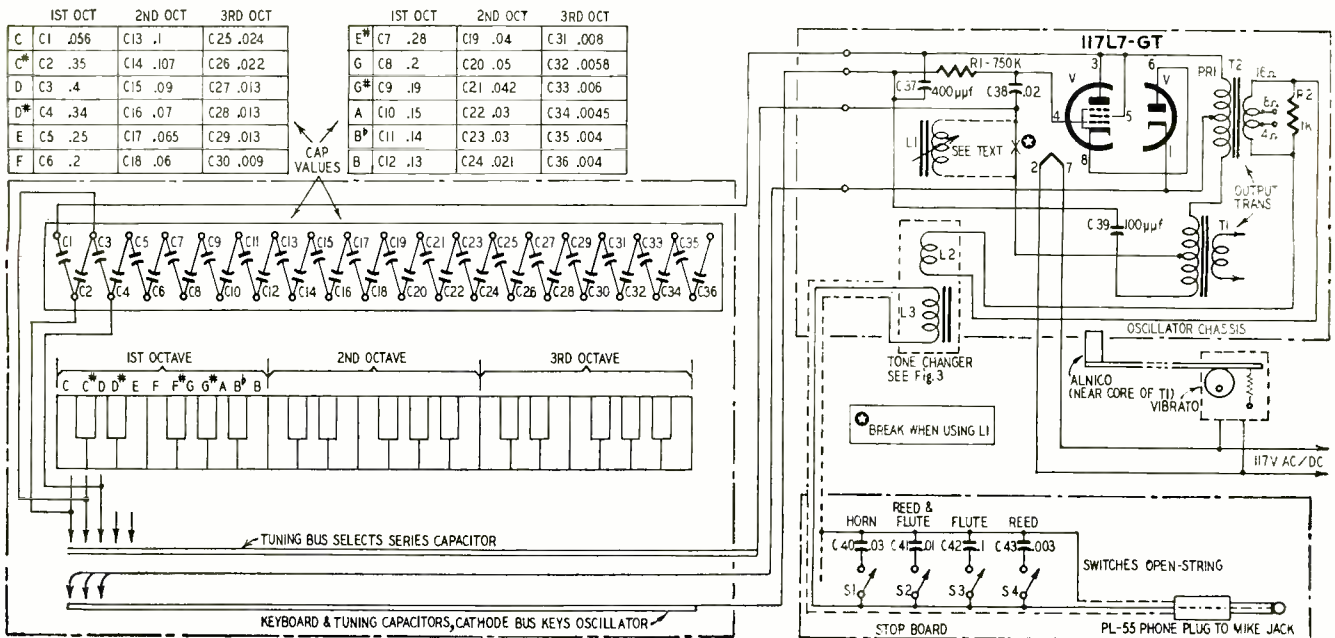 1ST OCT 2ND OCT 3RD OCT
C C1 .056 C13 .1 C25 .024
C# C2 .35 C14 .107 C26 .022
D C3 .4 C15 .09 C27 .013
D# C4 .34 C16 .07 C28 .013
E C5 .25 C17 .065 C29 .013
F C6 .2 C18 .06 C30 .009
1ST OCT 2ND OCT 3RD OCT
E# C7 .28 C19 .04 C31 .008
G C8 .2 C20 .05 C32 .0058
G# C9 .19 C21 .042 C33 .006
A C10 .15 C22 .03 C34 .0045
B♭ C11 .14 C23 .03 C35 .004
B C12 .13 C24 .021 C36 .004
CAP
VALUES
C1 C3 C5 C7 C9 C11 C13 C15 C17 C19 C21 C23 C25 C27 C29 C31 C33 C35
C2 C4 C6 C8 C10 C12 C14 C16 C18 C20 C22 C24 C26 C28 C30 C32 C34 C36
1ST OCTAVE 2ND OCTAVE 3RD OCTAVE
C C# D D# E F F# G G# A B♭ B
TUNING BUS SELECTS SERIES CAPACITOR
KEYBOARD & TUNING CAPACITORS, CATHODE BUS KEYS OSCILLATOR
117L7-GT
R1-750K
C37
400μμf
C38 .02
3 V 6 V
4 5
8 1
2 7
PRI T2 16Ω
8Ω
4Ω
R2
1K
L1 SEE TEXT
OUTPUT
TRANS
T1
C39 100μμf
L2
L3
OSCILLATOR CHASSIS
TONE CHANGER
SEE Fig.3
ALNICO
(NEAR CORE OF T1)
VIBRATO
BREAK WHEN USING L1
117V AC/DC
HORN REED & FLUTE FLUTE REED
C40 .03 C41 .01 C42 .1 C43 .003
S1 S2 S3 S4
SWITCHES OPEN-STRING
STOP BOARD
PL-55 PHONE PLUG TO MIKE JACK